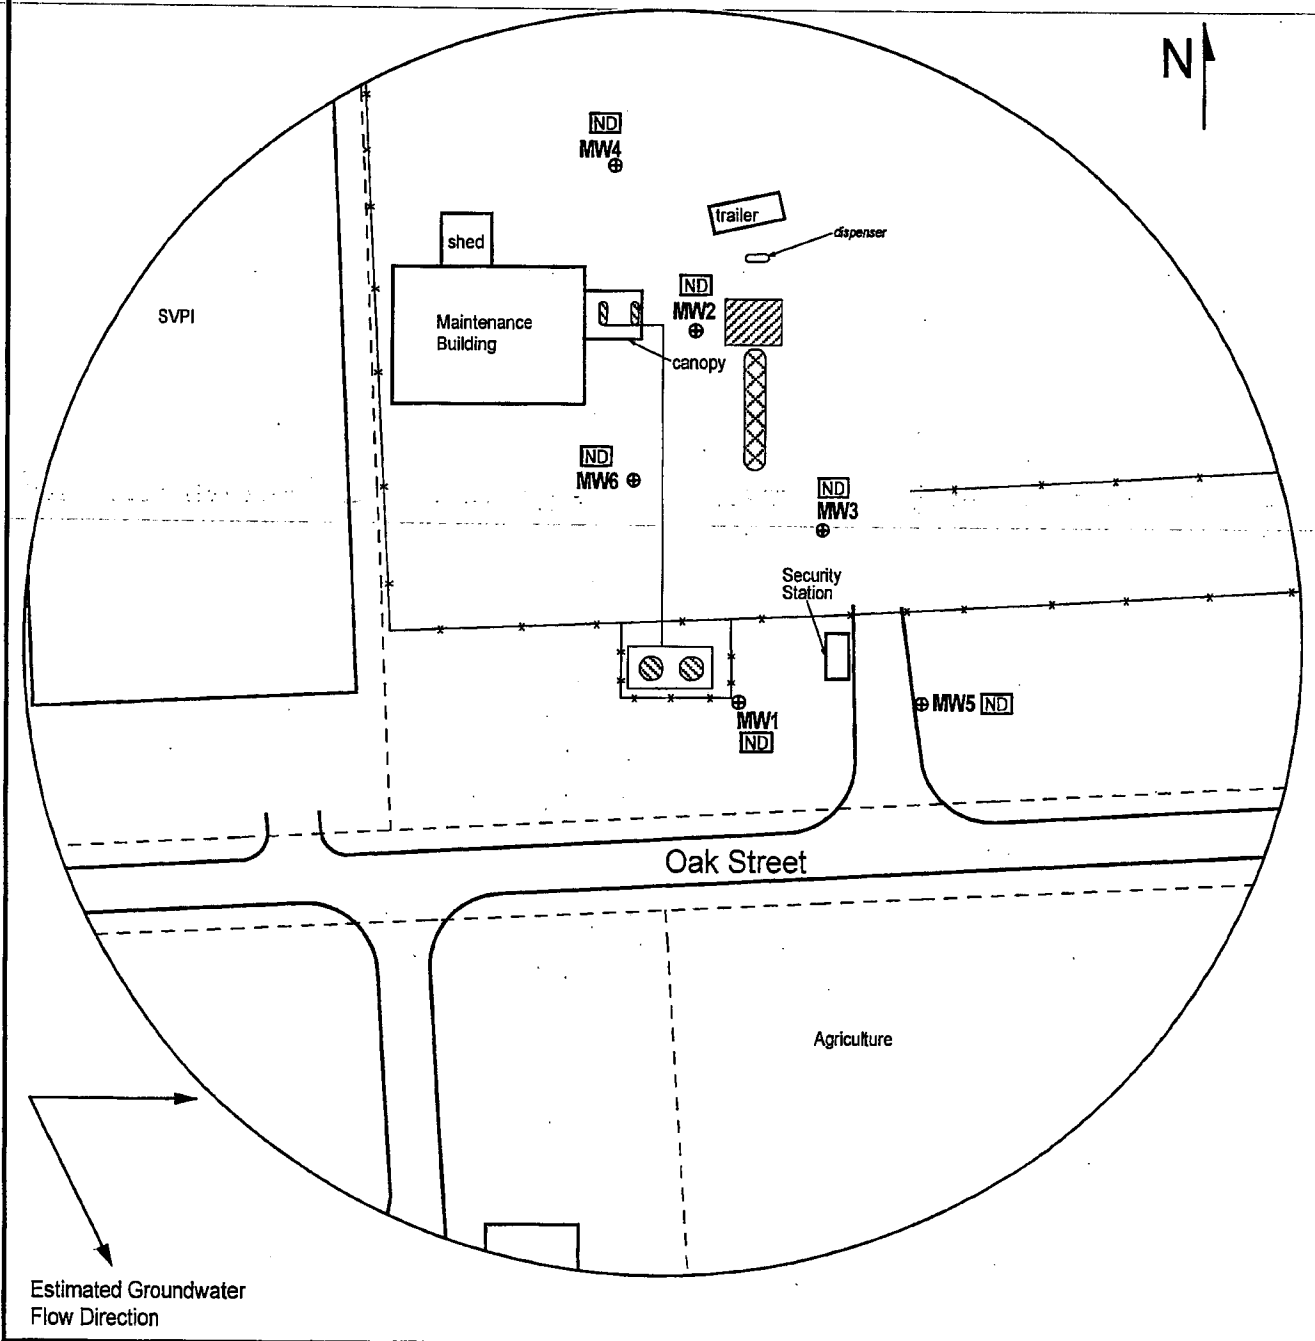 N
ND
MW4
trailer
dispenser
shed
SVPI
ND
MW2
Maintenance
Building
canopy
ND
MW6
ND
MW3
Security
Station
MW5 ND
MW1
ND
Oak Street
Agriculture
Estimated Groundwater
Flow Direction